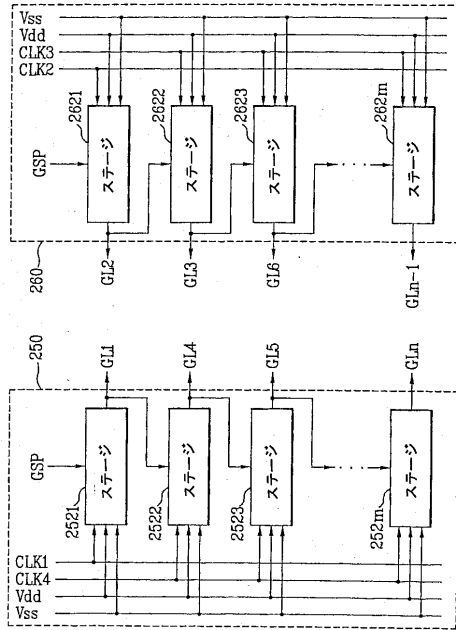 250
260
GSP
GSP
2521
ステージ
GL1
2522
ステージ
GL4
2523
ステージ
GL5
252m
ステージ
GLn
CLK1
CLK4
Vdd
Vss
2621
ステージ
GL2
2622
ステージ
GL3
2623
ステージ
GL6
262m
ステージ
GLn-1
Vss
Vdd
CLK3
CLK2